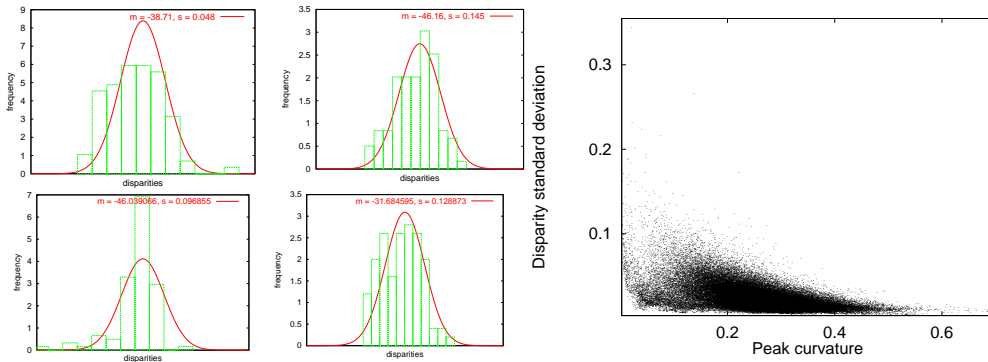 m = -38.71, s = 0.048
9
8
7
6
5
4
3
2
1
0
frequency
disparities
m = -46.16, s = 0.145
3.5
3
2.5
2
1.5
1
0.5
0
frequency
disparities
m = -46.039066, s = 0.096855
7
6
5
4
3
2
1
0
frequency
disparities
m = -31.684595, s = 0.128873
3.5
3
2.5
2
1.5
1
0.5
0
frequency
disparities
Disparity standard deviation
0.3
0.2
0.1
0.2
0.4
0.6
Peak curvature